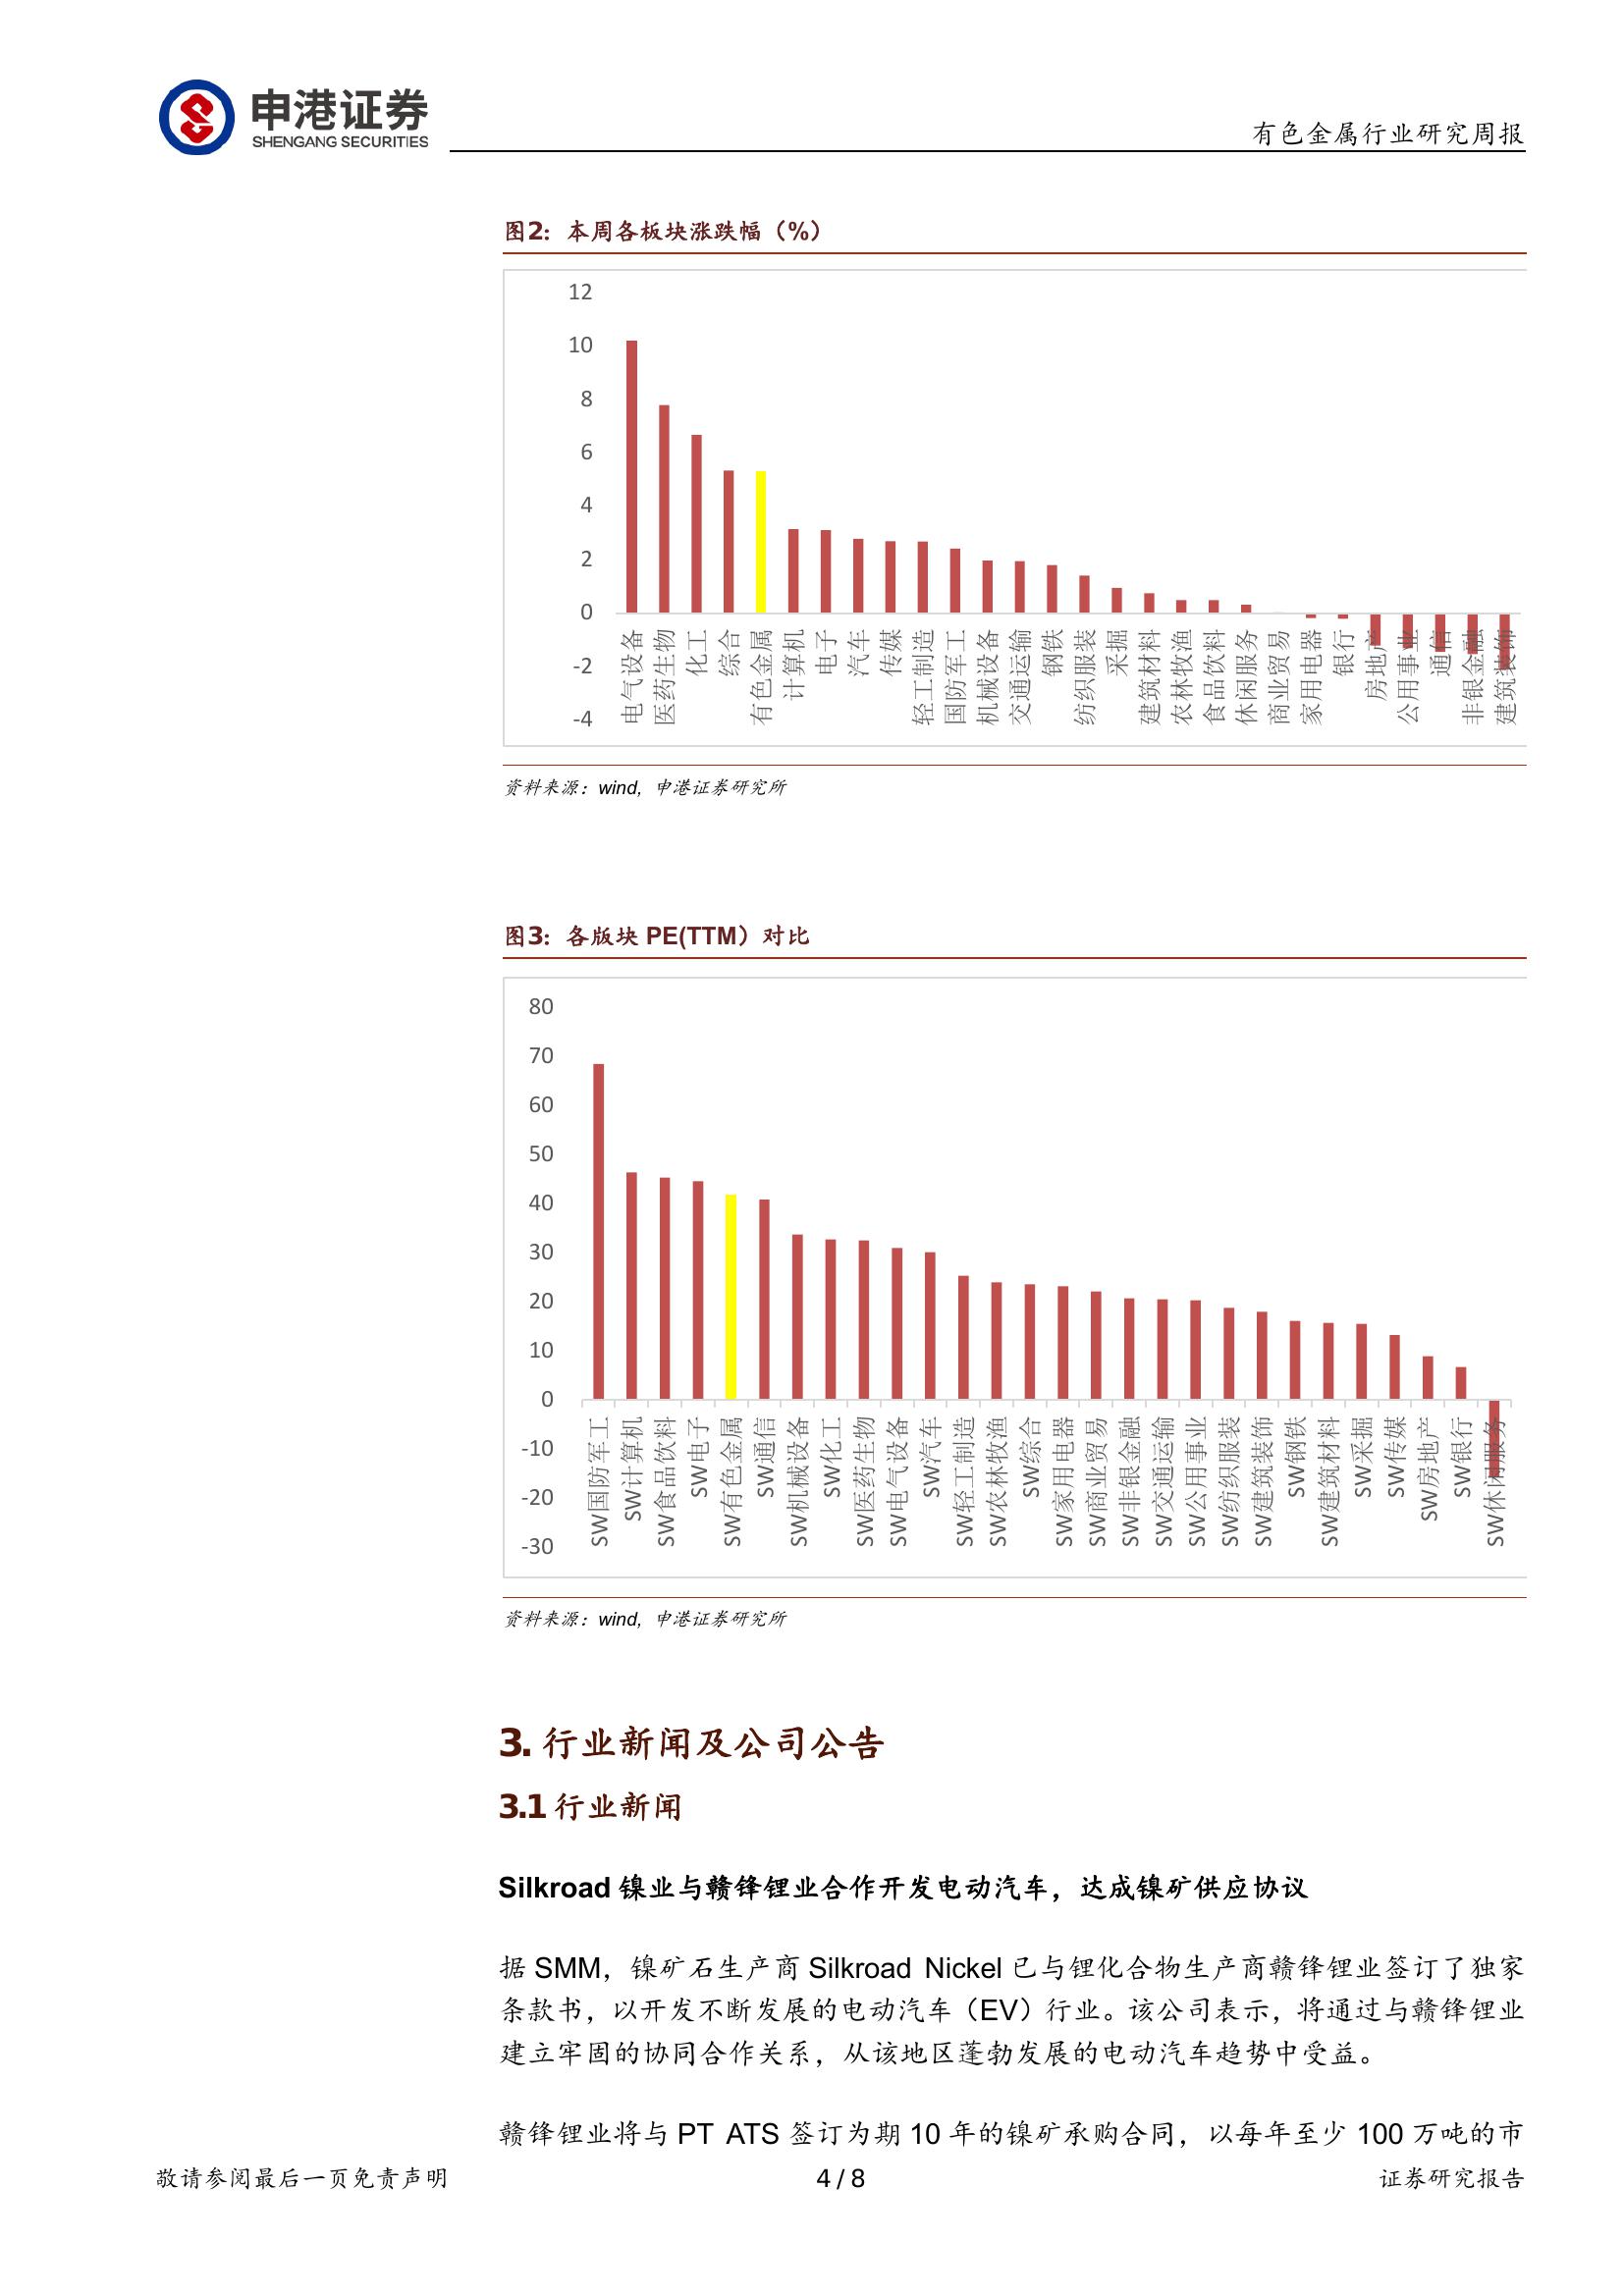 申港证券
SHENGANG SECURITIES
有色金属行业研究周报
图2：本周各板块涨跌幅（%）
12
10
8
6
4
2
0
-2
-4
电气设备
医药生物
化工
综合
有色金属
计算机
电子
汽车
传媒
轻工制造
国防军工
机械设备
交通运输
钢铁
纺织服装
采掘
建筑材料
农林牧渔
食品饮料
休闲服务
商业贸易
家用电器
银行
房地产
公用事业
通信
非银金融
建筑装饰
资料来源：wind，申港证券研究所
图3：各版块 PE(TTM）对比
80
70
60
50
40
30
20
10
0
-10
-20
-30
SW国防军工
SW计算机
SW食品饮料
SW电子
SW有色金属
SW通信
SW机械设备
SW化工
SW医药生物
SW电气设备
SW汽车
SW轻工制造
SW农林牧渔
SW综合
SW家用电器
SW商业贸易
SW非银金融
SW交通运输
SW公用事业
SW纺织服装
SW建筑装饰
SW钢铁
SW建筑材料
SW采掘
SW传媒
SW房地产
SW银行
SW休闲服务
资料来源：wind，申港证券研究所
3. 行业新闻及公司公告
3.1 行业新闻
Silkroad 镍业与赣锋锂业合作开发电动汽车，达成镍矿供应协议
据 SMM，镍矿石生产商 Silkroad Nickel 已与锂化合物生产商赣锋锂业签订了独家
条款书，以开发不断发展的电动汽车（EV）行业。该公司表示，将通过与赣锋锂业
建立牢固的协同合作关系，从该地区蓬勃发展的电动汽车趋势中受益。
赣锋锂业将与 PT ATS 签订为期 10 年的镍矿承购合同，以每年至少 100 万吨的市
敬请参阅最后一页免责声明
4 / 8
证券研究报告